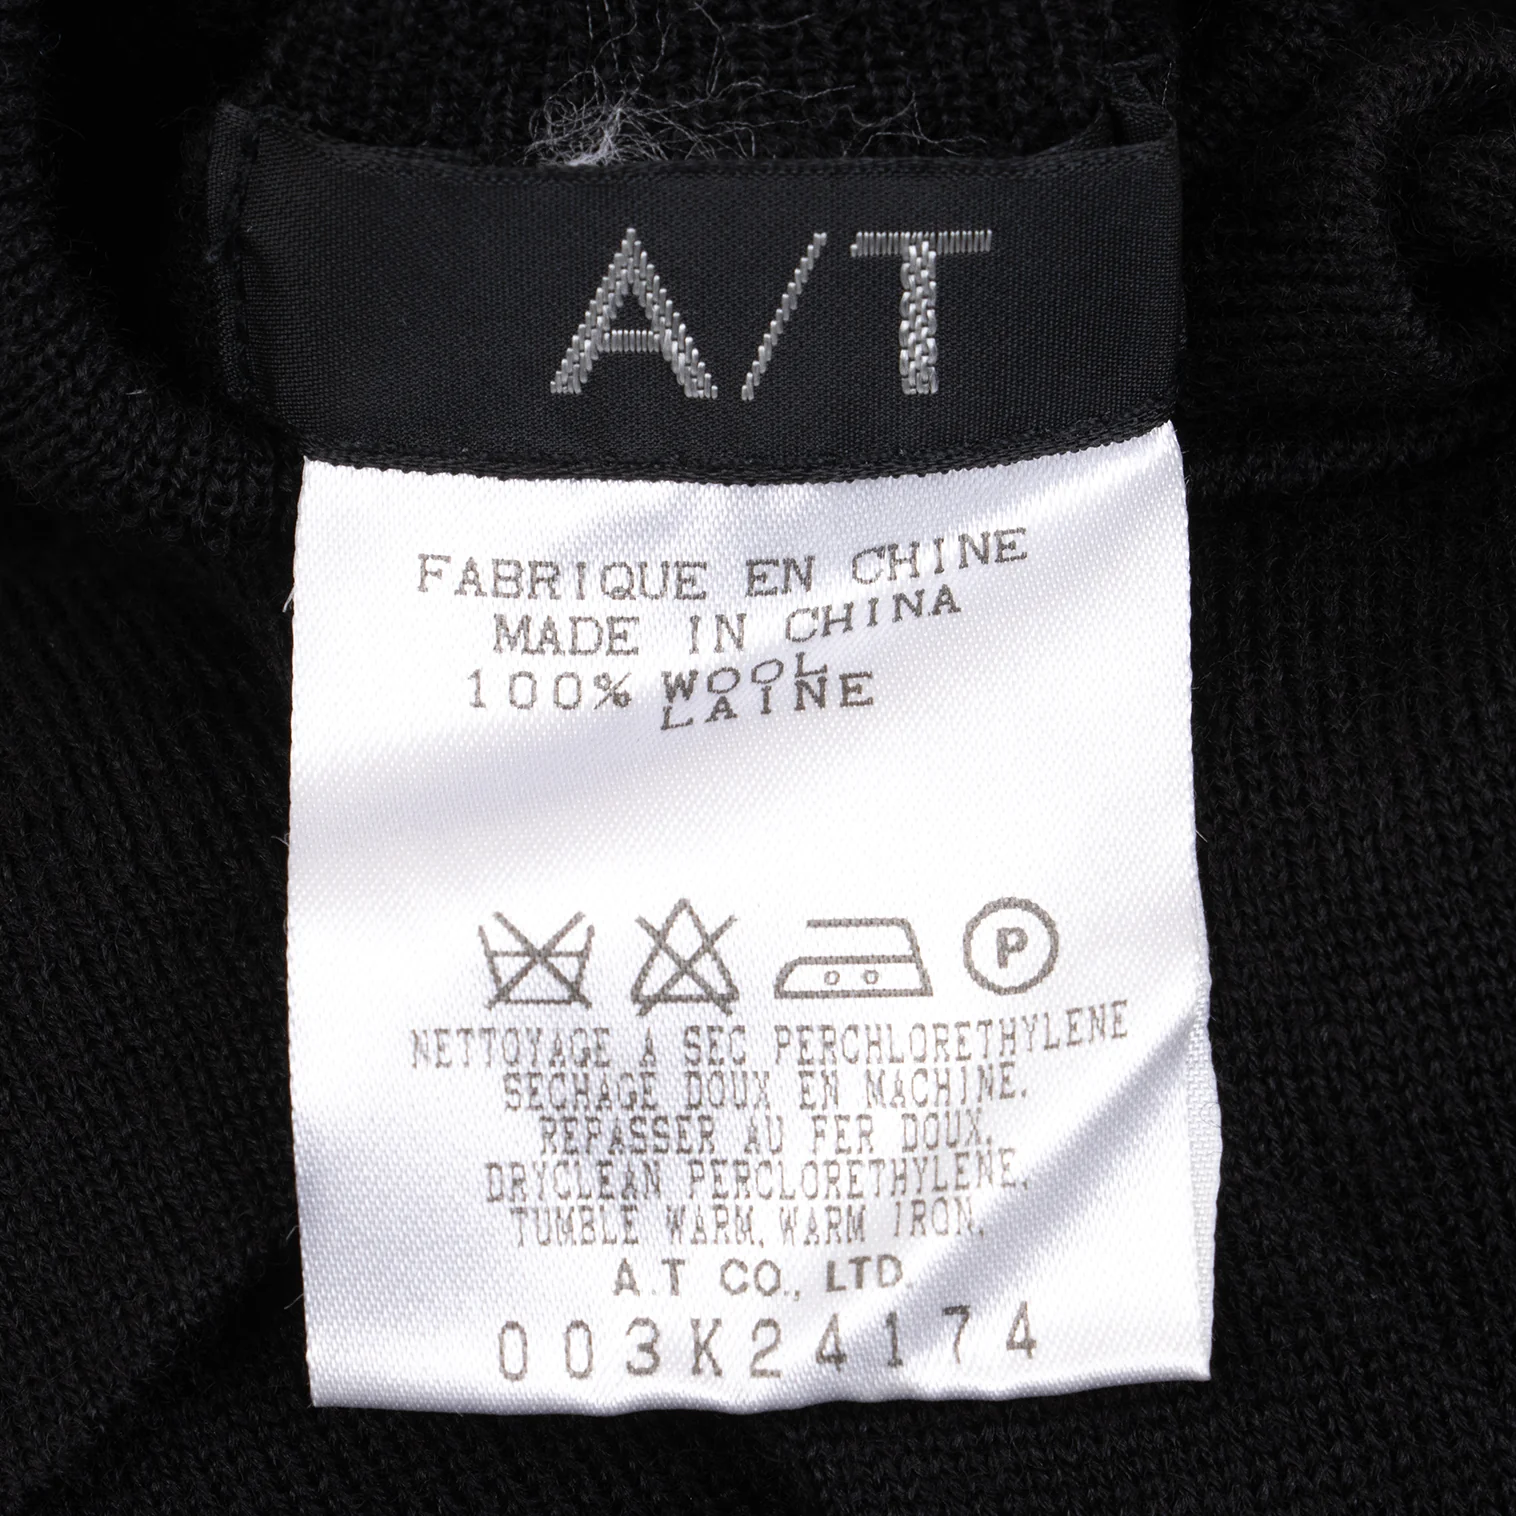 A/T
FABRIQUE EN CHINE
MADE IN CHINA
100% WOOL
LAINE
P
NETTOYAGE A SEC PERCHLORETHYLENE
SECHAGE DOUX EN MACHINE.
REPASSER AU FER DOUX.
DRYCLEAN PERCLORETHYLENE.
TUMBLE WARM, WARM IRON.
A.T CO., LTD.
003K24174